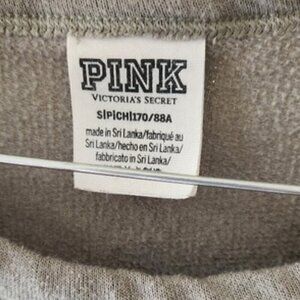 PINK
VICTORIA'S SECRET
S|P|CH|170/88A
made in Sri Lanka/fabriqué au
Sri Lanka/hecho en Sri Lanka/
fabbricato in Sri Lanka/